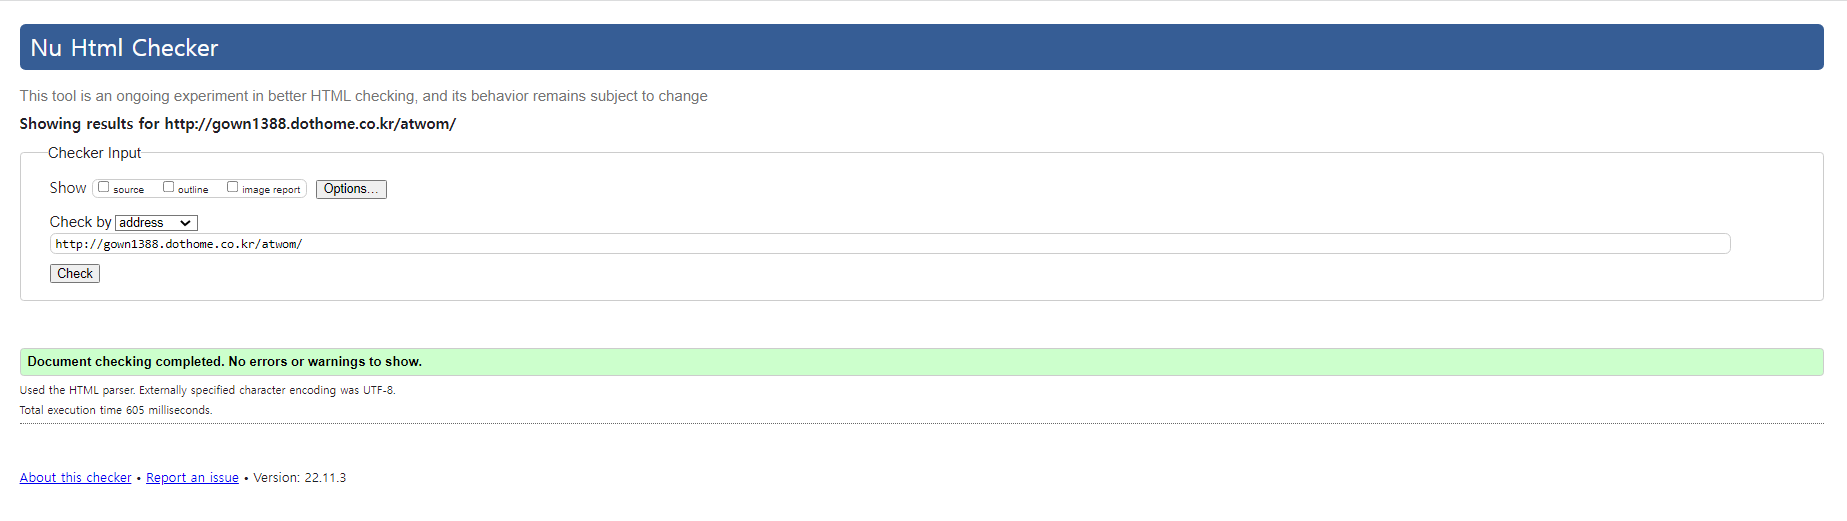 Nu Html Checker
This tool is an ongoing experiment in better HTML checking, and its behavior remains subject to change
Showing results for http://gown1388.dothome.co.kr/atwom/
Checker Input
Show source outline image report Options...
Check by address
http://gown1388.dothome.co.kr/atwom/
Check
Document checking completed. No errors or warnings to show.
Used the HTML parser. Externally specified character encoding was UTF-8.
Total execution time 605 milliseconds.
About this checker • Report an issue • Version: 22.11.3